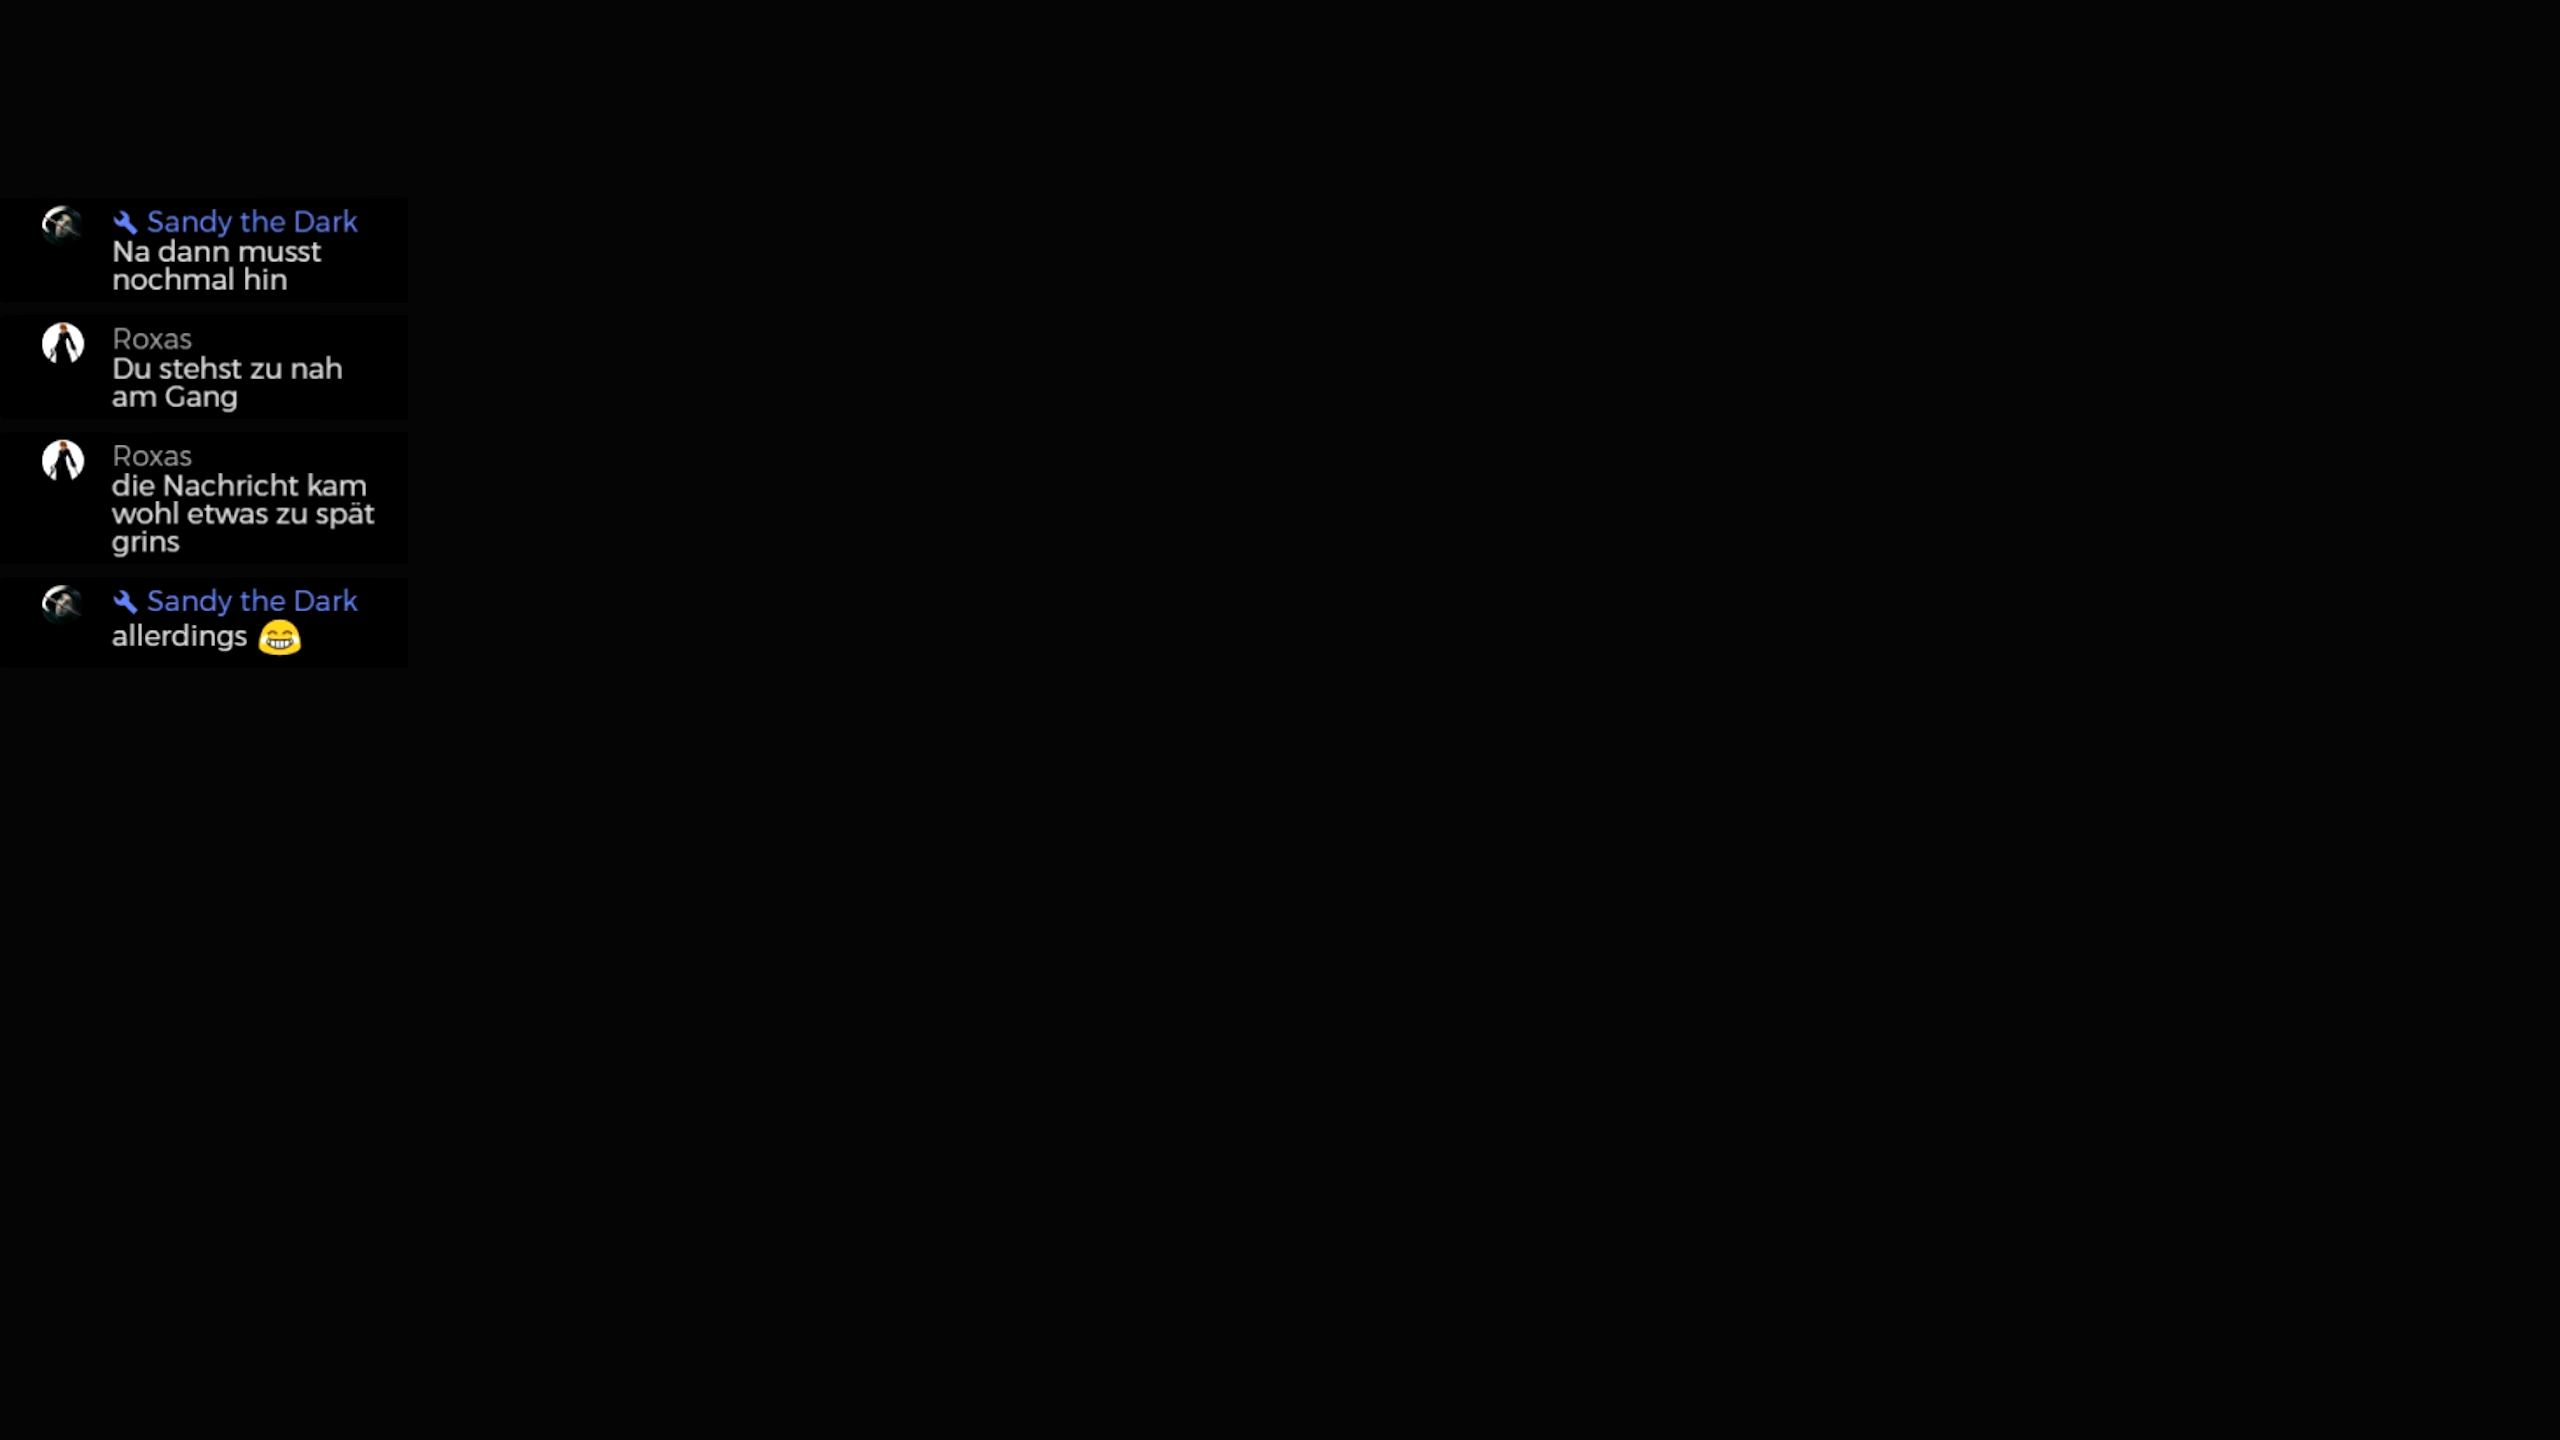 Sandy the Dark
Na dann musst
nochmal hin
Roxas
Du stehst zu nah
am Gang
Roxas
die Nachricht kam
wohl etwas zu spät
grins
Sandy the Dark
allerdings 😂